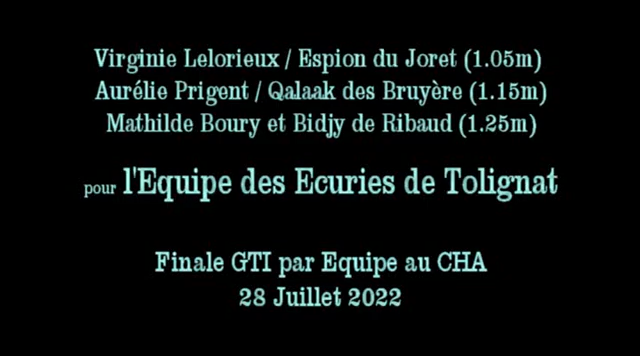 Virginie Lelorieux / Espion du Joret (1.05m)
Aurélie Prigent / Qalaak des Bruyère (1.15m)
Mathilde Boury et Bidjy de Ribaud (1.25m)
pour l'Equipe des Ecuries de Tolignat
Finale GTI par Equipe au CHA
28 Juillet 2022